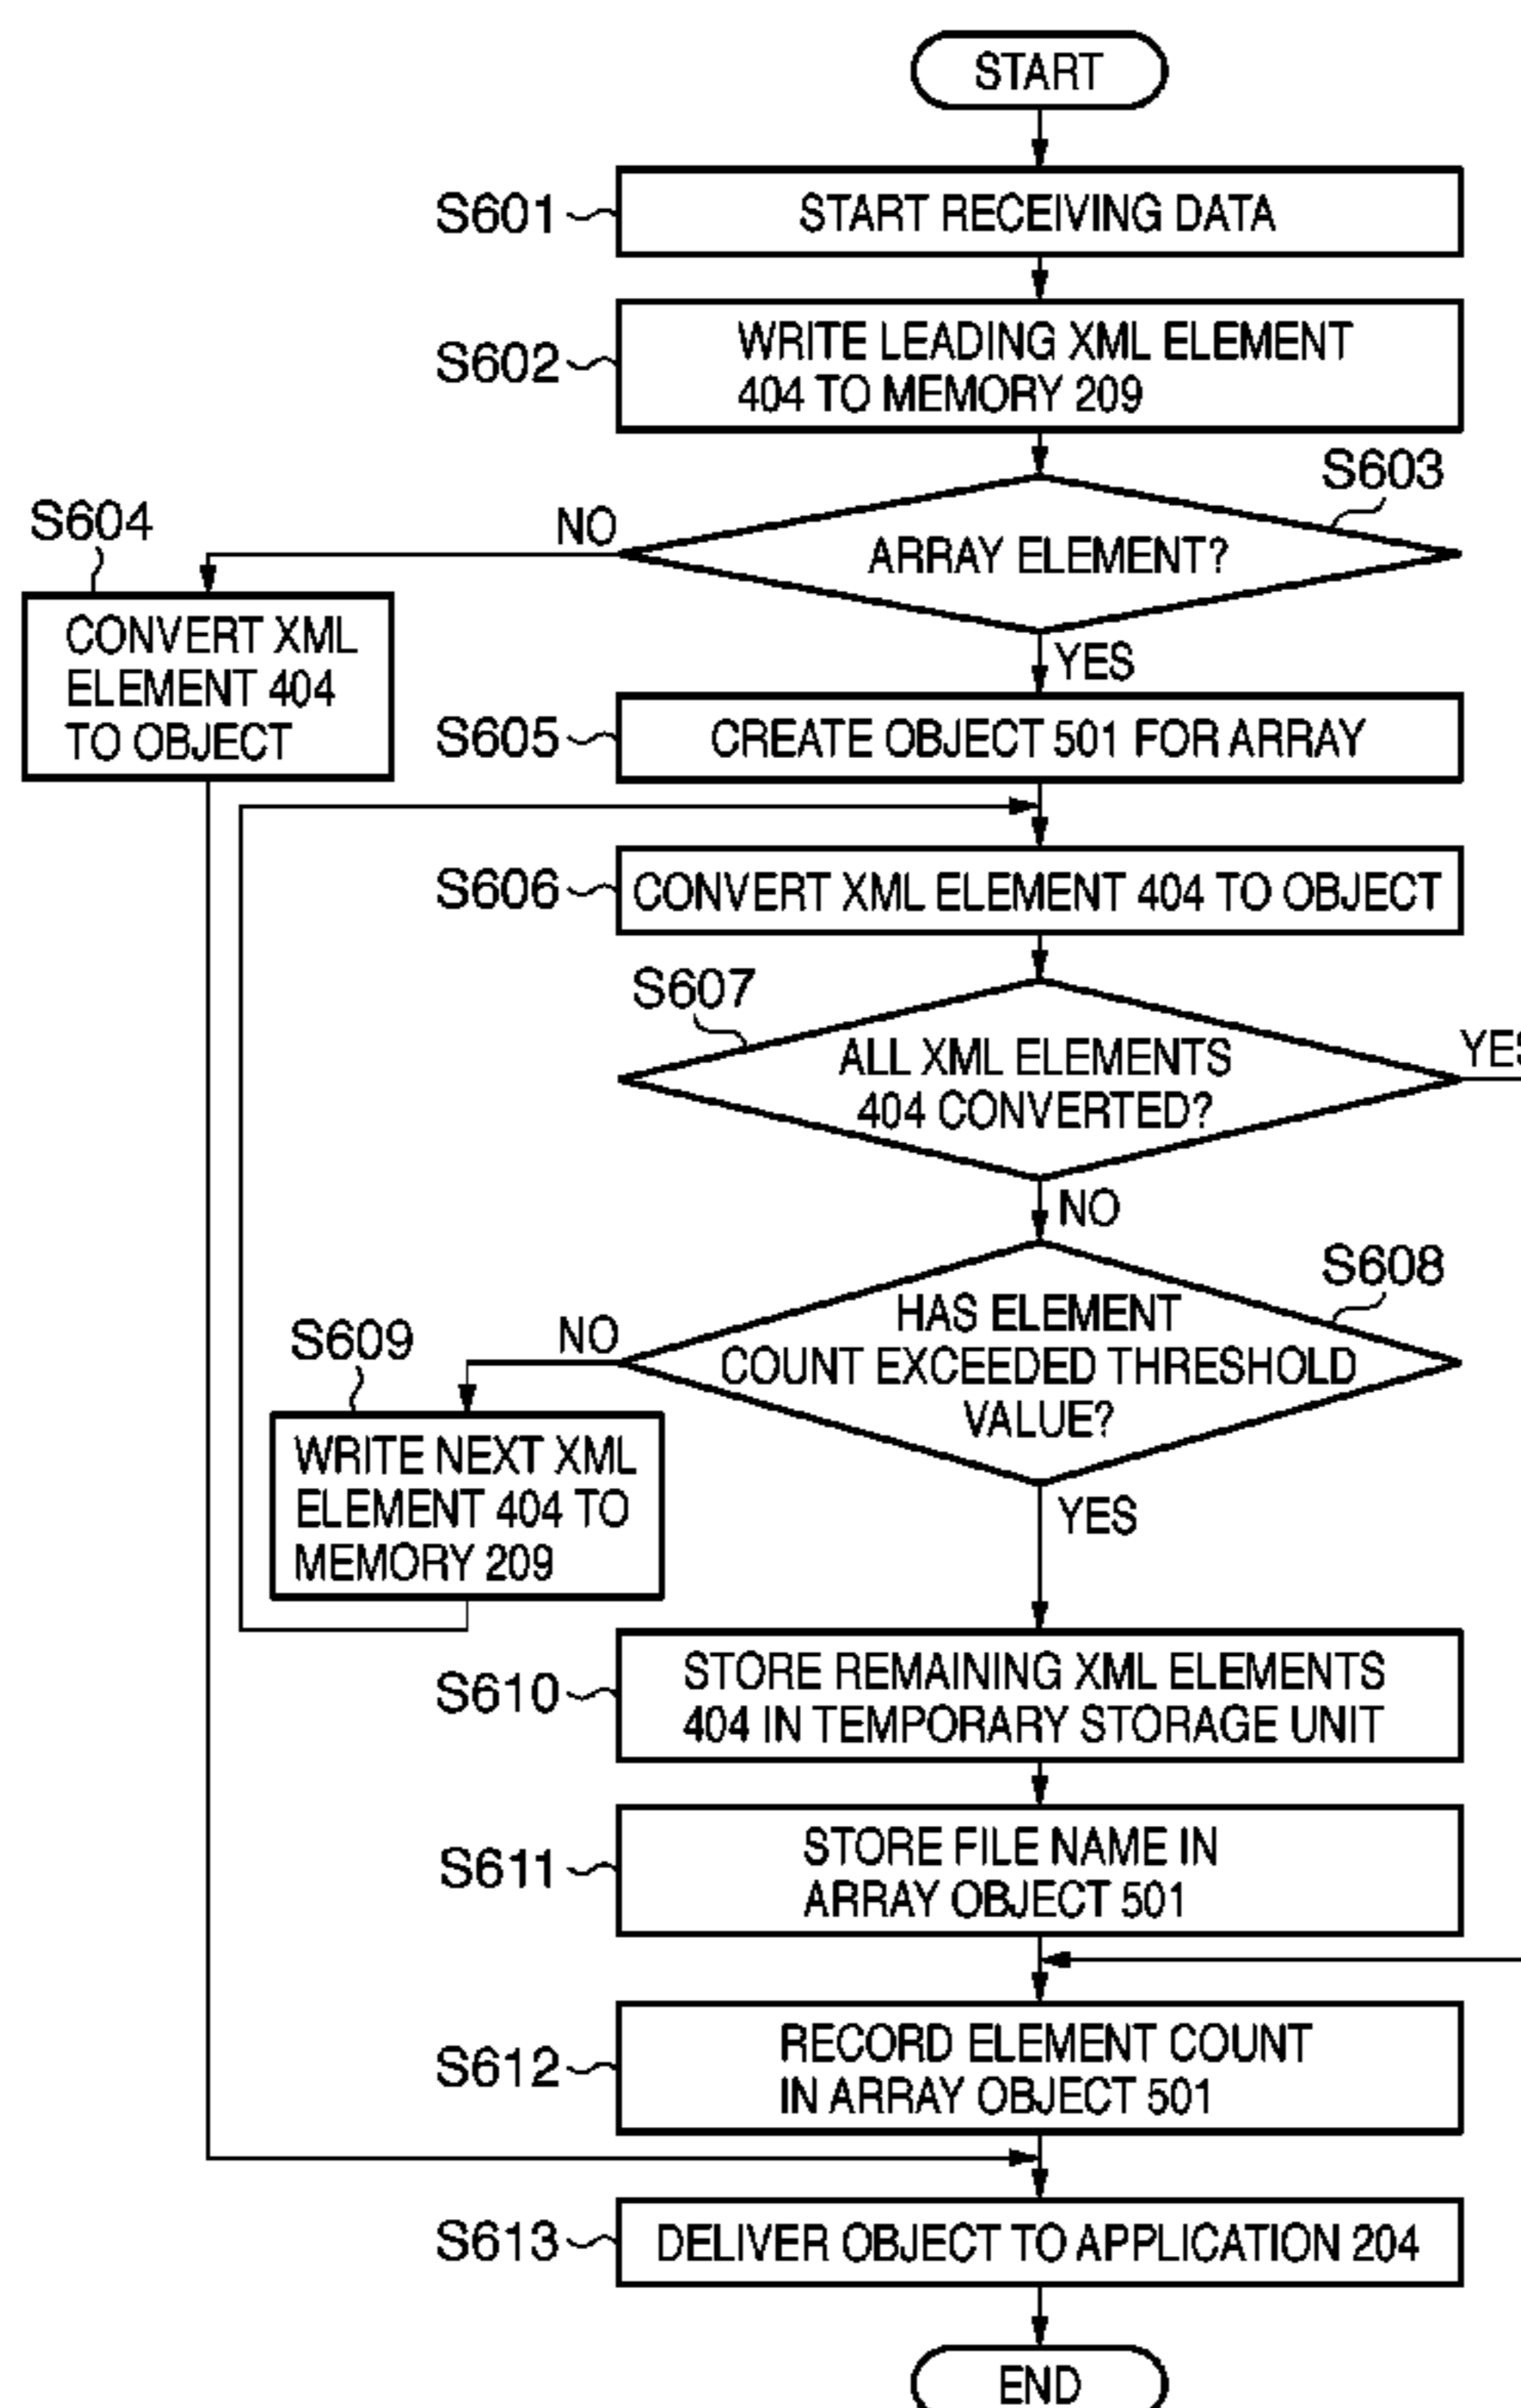 START
S601
START RECEIVING DATA
S602
WRITE LEADING XML ELEMENT
404 TO MEMORY 209
S603
ARRAY ELEMENT?
NO
YES
S604
CONVERT XML
ELEMENT 404
TO OBJECT
S605
CREATE OBJECT 501 FOR ARRAY
S606
CONVERT XML ELEMENT 404 TO OBJECT
S607
ALL XML ELEMENTS
404 CONVERTED?
YES
NO
S608
HAS ELEMENT
COUNT EXCEEDED THRESHOLD
VALUE?
NO
YES
S609
WRITE NEXT XML
ELEMENT 404 TO
MEMORY 209
S610
STORE REMAINING XML ELEMENTS
404 IN TEMPORARY STORAGE UNIT
S611
STORE FILE NAME IN
ARRAY OBJECT 501
S612
RECORD ELEMENT COUNT
IN ARRAY OBJECT 501
S613
DELIVER OBJECT TO APPLICATION 204
END